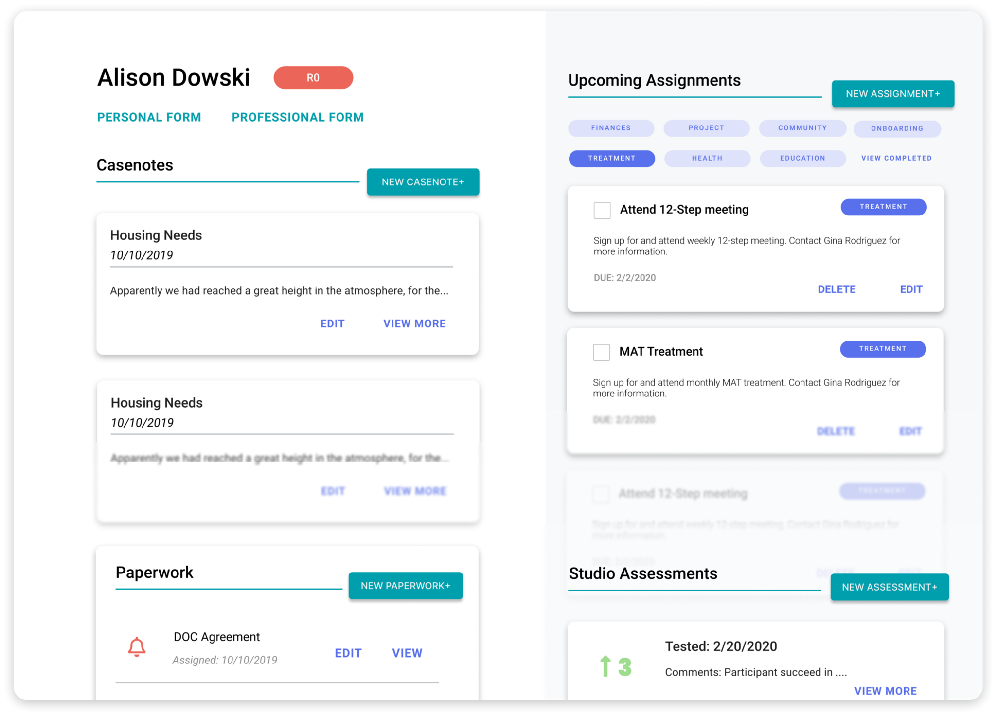 Alison Dowski
R0
PERSONAL FORM
PROFESSIONAL FORM
Casenotes
NEW CASENOTE+
Housing Needs
10/10/2019
Apparently we had reached a great height in the atmosphere, for the...
EDIT
VIEW MORE
Housing Needs
10/10/2019
Apparently we had reached a great height in the atmosphere, for the...
EDIT
VIEW MORE
Paperwork
NEW PAPERWORK+
DOC Agreement
Assigned: 10/10/2019
EDIT
VIEW
Upcoming Assignments
NEW ASSIGNMENT+
FINANCES
PROJECT
COMMUNITY
ONBOARDING
TREATMENT
HEALTH
EDUCATION
VIEW COMPLETED
Attend 12-Step meeting
TREATMENT
Sign up for and attend weekly 12-step meeting. Contact Gina Rodriguez for
more information.
DUE: 2/2/2020
DELETE
EDIT
MAT Treatment
TREATMENT
Sign up for and attend monthly MAT treatment. Contact Gina Rodriguez for
more information.
DUE: 2/2/2020
DELETE
EDIT
Attend 12-Step meeting
TREATMENT
Sign up for and attend weekly 12-step meeting. Contact Gina Rodriguez for
more information.
Studio Assessments
NEW ASSESSMENT+
↑3
Tested: 2/20/2020
Comments: Participant succeed in ....
VIEW MORE